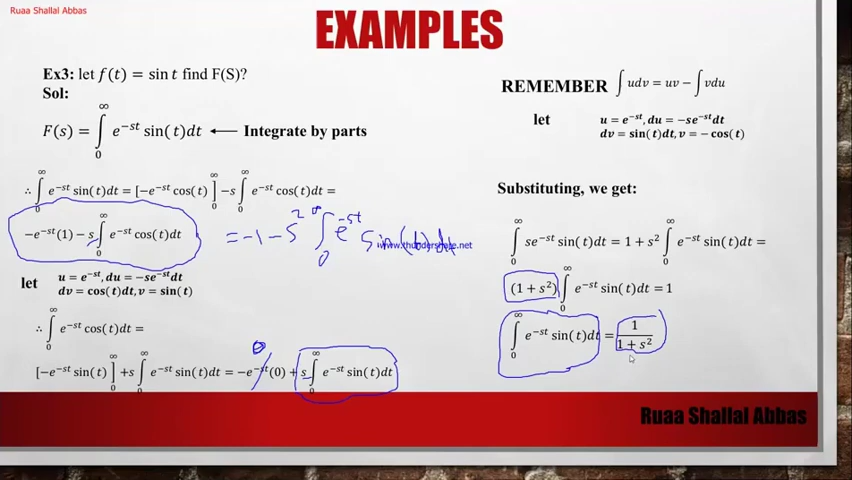 Ruaa Shallal Abbas
EXAMPLES
Ex3: let f(t) = sin t find F(S)?
Sol:
F(s) = ∫₀^∞ e^{-st} sin(t)dt ⟵ Integrate by parts
∴ ∫₀^∞ e^{-st} sin(t)dt = [-e^{-st} cos(t)]₀^∞ -s ∫₀^∞ e^{-st} cos(t)dt =
-e^{-st}(1) - s ∫₀^∞ e^{-st} cos(t)dt
= -1 - s² ∫₀^∞ e^{-st} sin(t)dt
www.thundershare.net
let
u = e^{-st}, du = -se^{-st}dt
dv = cos(t)dt, v = sin(t)
∴ ∫₀^∞ e^{-st} cos(t)dt =
0
[-e^{-st} sin(t)]₀^∞ +s ∫₀^∞ e^{-st} sin(t)dt = -e^{-st}(0) + s ∫₀^∞ e^{-st} sin(t)dt
REMEMBER ∫ udv = uv - ∫ vdu
let
u = e^{-st}, du = -se^{-st}dt
dv = sin(t)dt, v = - cos(t)
Substituting, we get:
∫₀^∞ se^{-st} sin(t)dt = 1 + s² ∫₀^∞ e^{-st} sin(t)dt =
(1 + s²) ∫₀^∞ e^{-st} sin(t)dt = 1
∫₀^∞ e^{-st} sin(t)dt = 1/(1 + s²)
Ruaa Shallal Abbas